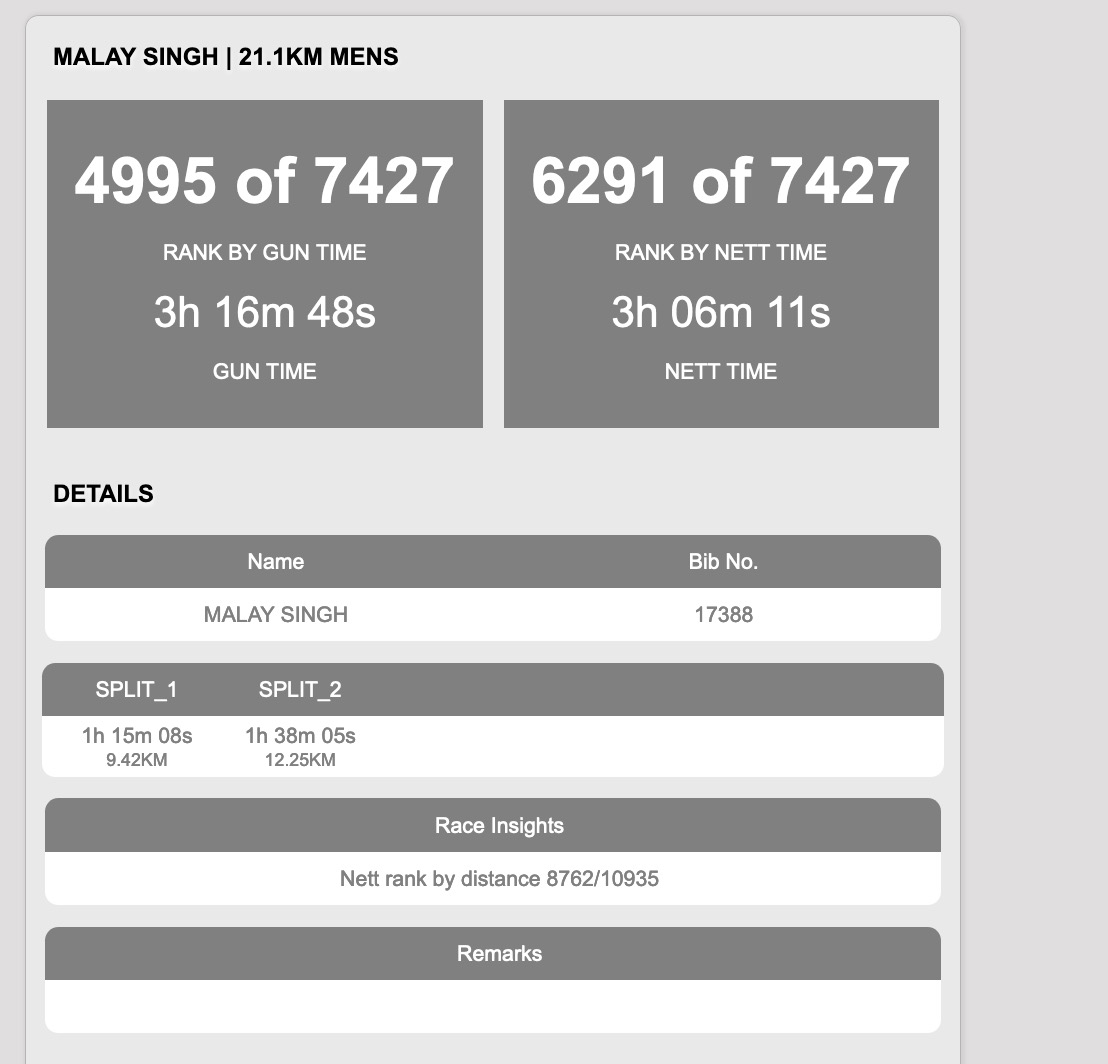 MALAY SINGH | 21.1KM MENS
4995 of 7427
RANK BY GUN TIME
3h 16m 48s
GUN TIME
6291 of 7427
RANK BY NETT TIME
3h 06m 11s
NETT TIME
DETAILS
Name Bib No.
MALAY SINGH 17388
SPLIT_1 SPLIT_2
1h 15m 08s 1h 38m 05s
9.42KM 12.25KM
Race Insights
Nett rank by distance 8762/10935
Remarks